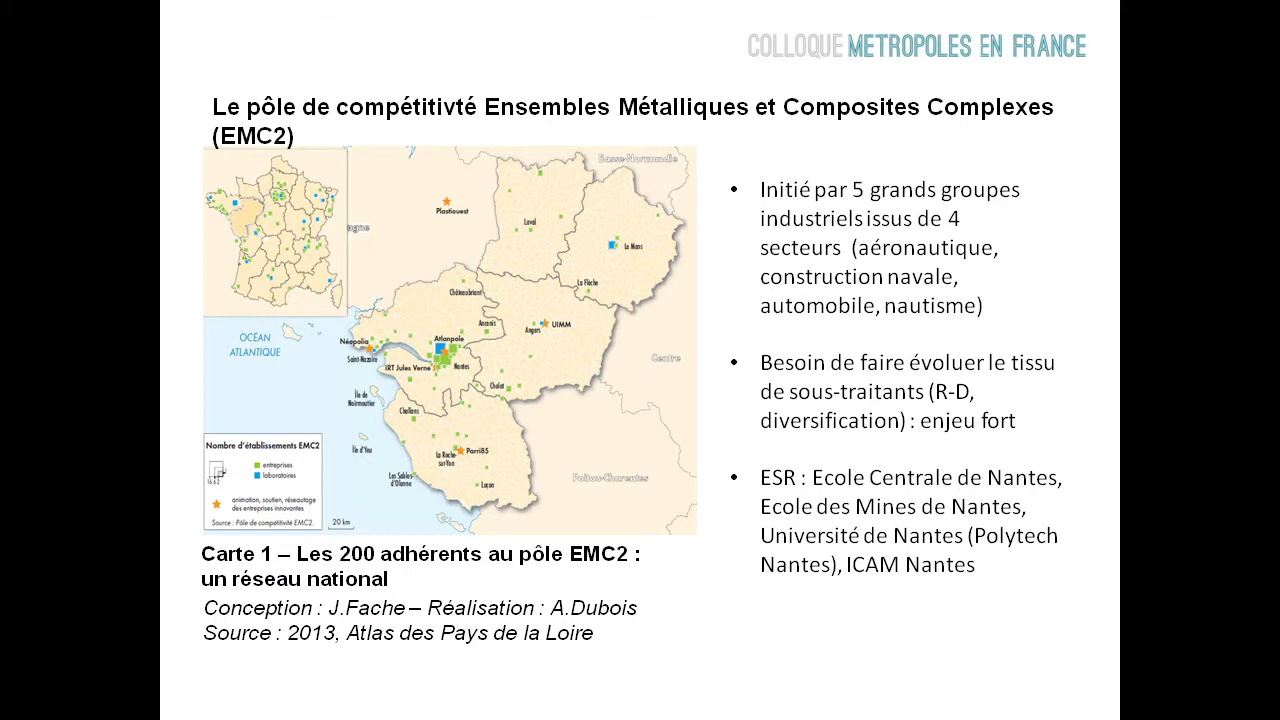 COLLOQUE METROPOLES EN FRANCE
Le pôle de compétitivté Ensembles Métalliques et Composites Complexes
(EMC2)
Basse-Normandie
Plastiouest
agne
Laval
Le Mans
La Flèche
Châteaubriant
OCÉAN
ATLANTIQUE
Néopolia
Saint-Nazaire
Atlanpole
Ancenis
Angers
UIMM
IRT Jules Verne
Nantes
Centre
Cholet
Île de
Noirmoutier
Challans
Île d'Yeu
La Roche-
sur-Yon
Parri85
Les Sables-
d'Olonne
Luçon
Poitou-Charentes
Nombre d'établissements EMC2
entreprises
laboratoires
16 6 2
animation, soutien, réseautage
des entreprises innovantes
Source : Pôle de compétitivité EMC2.
20 km
Carte 1 – Les 200 adhérents au pôle EMC2 :
un réseau national
Conception : J.Fache – Réalisation : A.Dubois
Source : 2013, Atlas des Pays de la Loire
• Initié par 5 grands groupes
industriels issus de 4
secteurs (aéronautique,
construction navale,
automobile, nautisme)
• Besoin de faire évoluer le tissu
de sous-traitants (R-D,
diversification) : enjeu fort
• ESR : Ecole Centrale de Nantes,
Ecole des Mines de Nantes,
Université de Nantes (Polytech
Nantes), ICAM Nantes